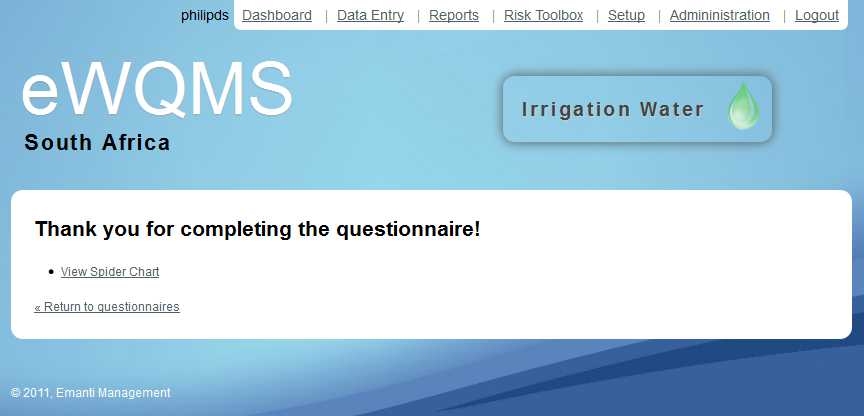 philipds Dashboard | Data Entry | Reports | Risk Toolbox | Setup | Admininistration | Logout
eWQMS
South Africa
Irrigation Water
Thank you for completing the questionnaire!
• View Spider Chart
« Return to questionnaires
© 2011, Emanti Management